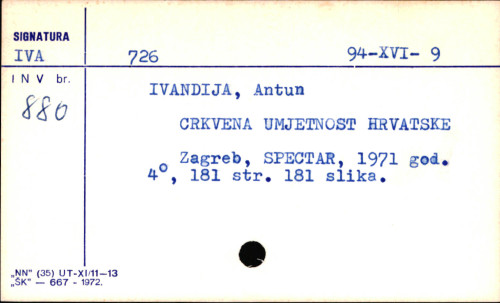 SIGNATURA
IVA 726 94-XVI- 9
INV br.
880
IVANDIJA, Antun
CRKVENA UMJETNOST HRVATSKE
Zagreb, SPECTAR, 1971 god.
4°, 181 str. 181 slika.
„NN" (35) UT-XI/11—13
„ŠK" — 667 - 1972.